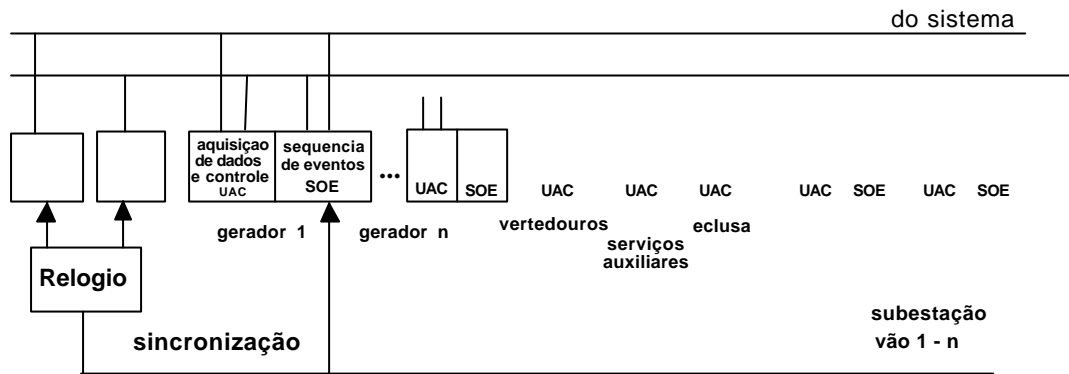 do sistema
aquisiçao
de dados
e controle
UAC
sequência
de eventos
SOE
...
UAC
SOE
UAC
UAC
UAC
UAC
SOE
UAC
SOE
gerador 1
gerador n
vertedouros
serviços
auxiliares
eclusa
Relogio
sincronização
subestação
vão 1 - n